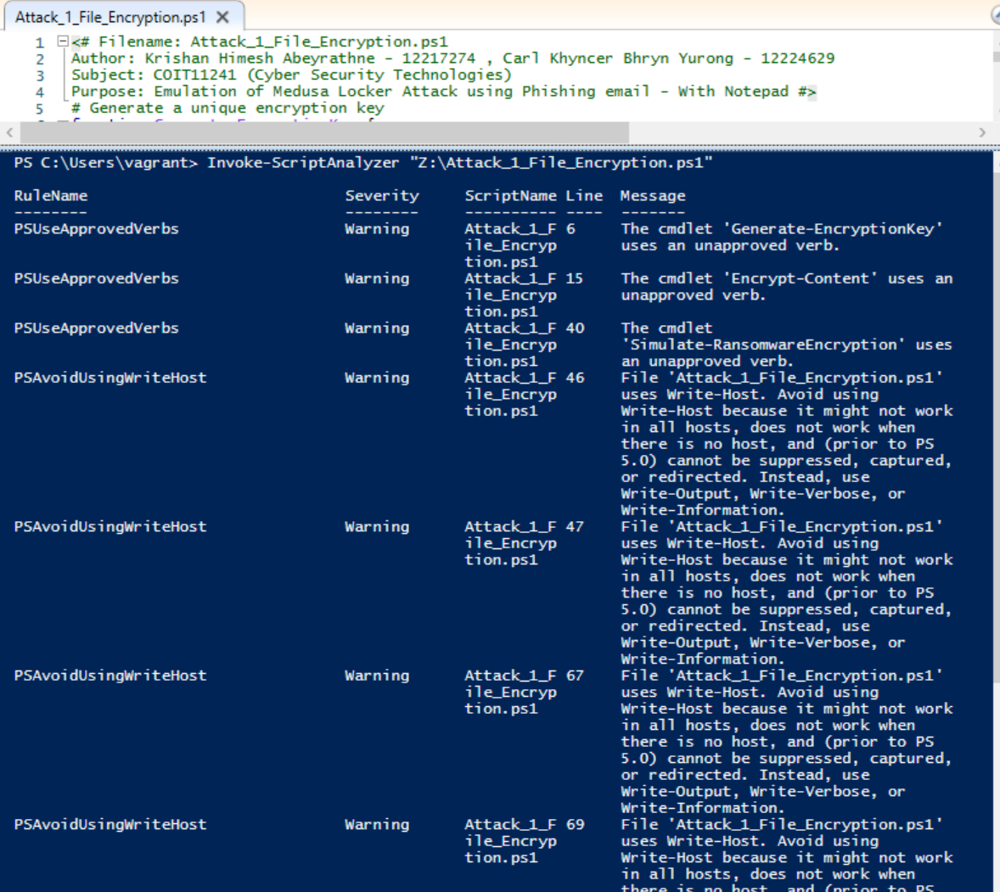 Attack_1_File_Encryption.ps1 X
1 <# Filename: Attack_1_File_Encryption.ps1
2 Author: Krishan Himesh Abeyrathne - 12217274 , Carl Khyncer Bhryn Yurong - 12224629
3 Subject: COIT11241 (Cyber Security Technologies)
4 Purpose: Emulation of Medusa Locker Attack using Phishing email - With Notepad #>
5 # Generate a unique encryption key
PS C:\Users\vagrant> Invoke-ScriptAnalyzer "Z:\Attack_1_File_Encryption.ps1"
RuleName Severity ScriptName Line Message
-------- -------- ---------- ---- -------
PSUseApprovedVerbs Warning Attack_1_F 6 The cmdlet 'Generate-EncryptionKey'
ile_Encryp uses an unapproved verb.
tion.ps1
PSUseApprovedVerbs Warning Attack_1_F 15 The cmdlet 'Encrypt-Content' uses an
ile_Encryp unapproved verb.
tion.ps1
PSUseApprovedVerbs Warning Attack_1_F 40 The cmdlet
ile_Encryp 'Simulate-RansomwareEncryption' uses
tion.ps1 an unapproved verb.
PSAvoidUsingWriteHost Warning Attack_1_F 46 File 'Attack_1_File_Encryption.ps1'
ile_Encryp uses Write-Host. Avoid using
tion.ps1 Write-Host because it might not work
in all hosts, does not work when
there is no host, and (prior to PS
5.0) cannot be suppressed, captured,
or redirected. Instead, use
Write-Output, Write-Verbose, or
Write-Information.
PSAvoidUsingWriteHost Warning Attack_1_F 47 File 'Attack_1_File_Encryption.ps1'
ile_Encryp uses Write-Host. Avoid using
tion.ps1 Write-Host because it might not work
in all hosts, does not work when
there is no host, and (prior to PS
5.0) cannot be suppressed, captured,
or redirected. Instead, use
Write-Output, Write-Verbose, or
Write-Information.
PSAvoidUsingWriteHost Warning Attack_1_F 67 File 'Attack_1_File_Encryption.ps1'
ile_Encryp uses Write-Host. Avoid using
tion.ps1 Write-Host because it might not work
in all hosts, does not work when
there is no host, and (prior to PS
5.0) cannot be suppressed, captured,
or redirected. Instead, use
Write-Output, Write-Verbose, or
Write-Information.
PSAvoidUsingWriteHost Warning Attack_1_F 69 File 'Attack_1_File_Encryption.ps1'
ile_Encryp uses Write-Host. Avoid using
tion.ps1 Write-Host because it might not work
in all hosts, does not work when
there is no host, and (prior to PS